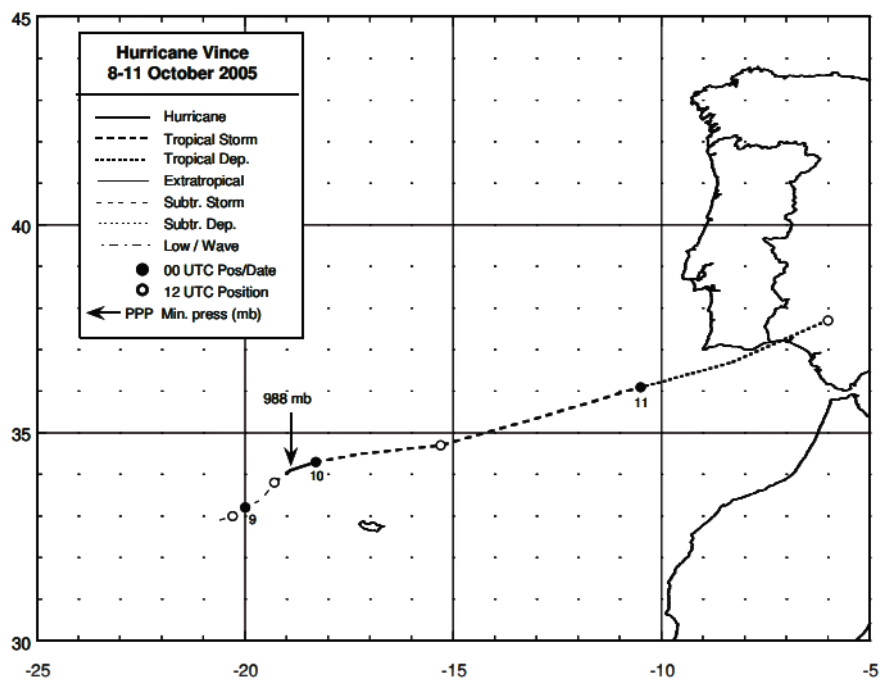 45
Hurricane Vince
8-11 October 2005
Hurricane
Tropical Storm
Tropical Dep.
Extratropical
Subtr. Storm
Subtr. Dep.
Low / Wave
00 UTC Pos/Date
12 UTC Position
PPP Min. press (mb)
40
988 mb
11
35
10
9
30
-25 -20 -15 -10 -5